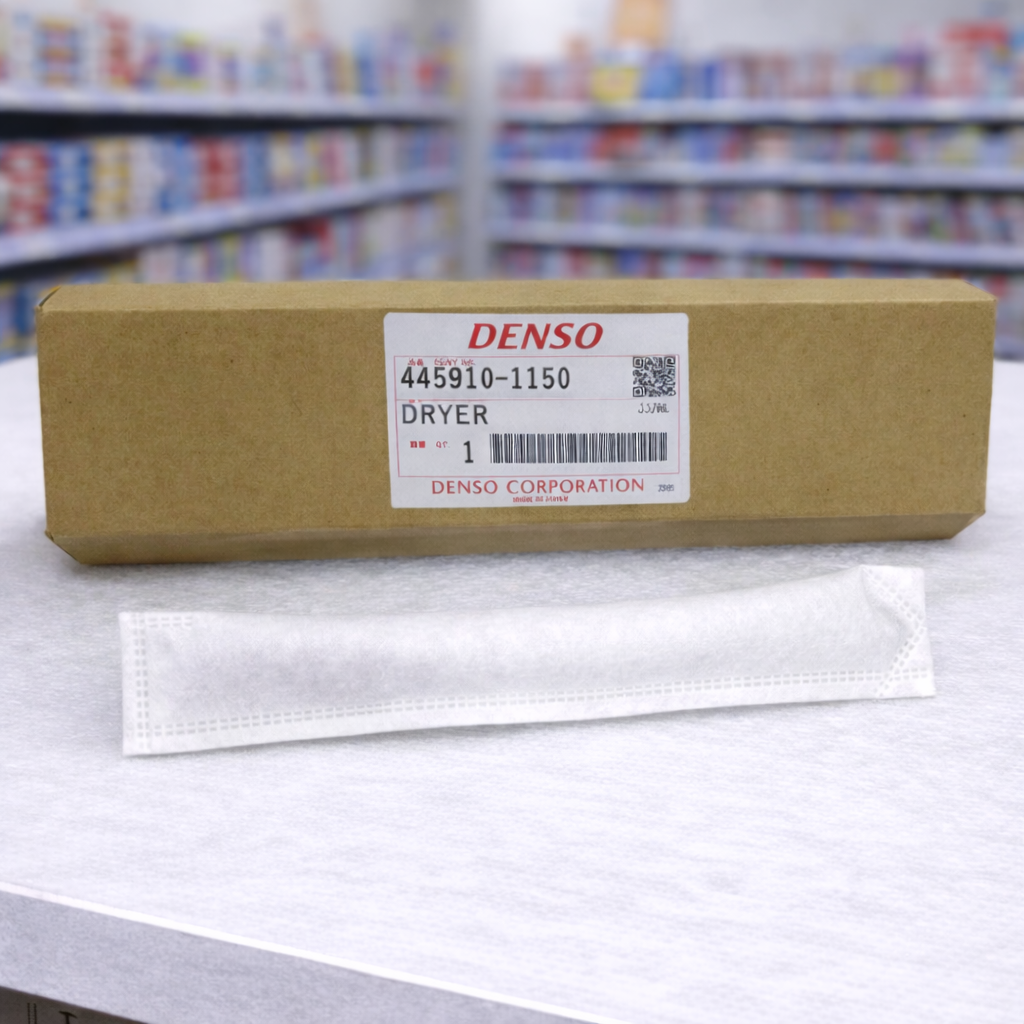 DENSO
445910-1150
DRYER
1
DENSO CORPORATION